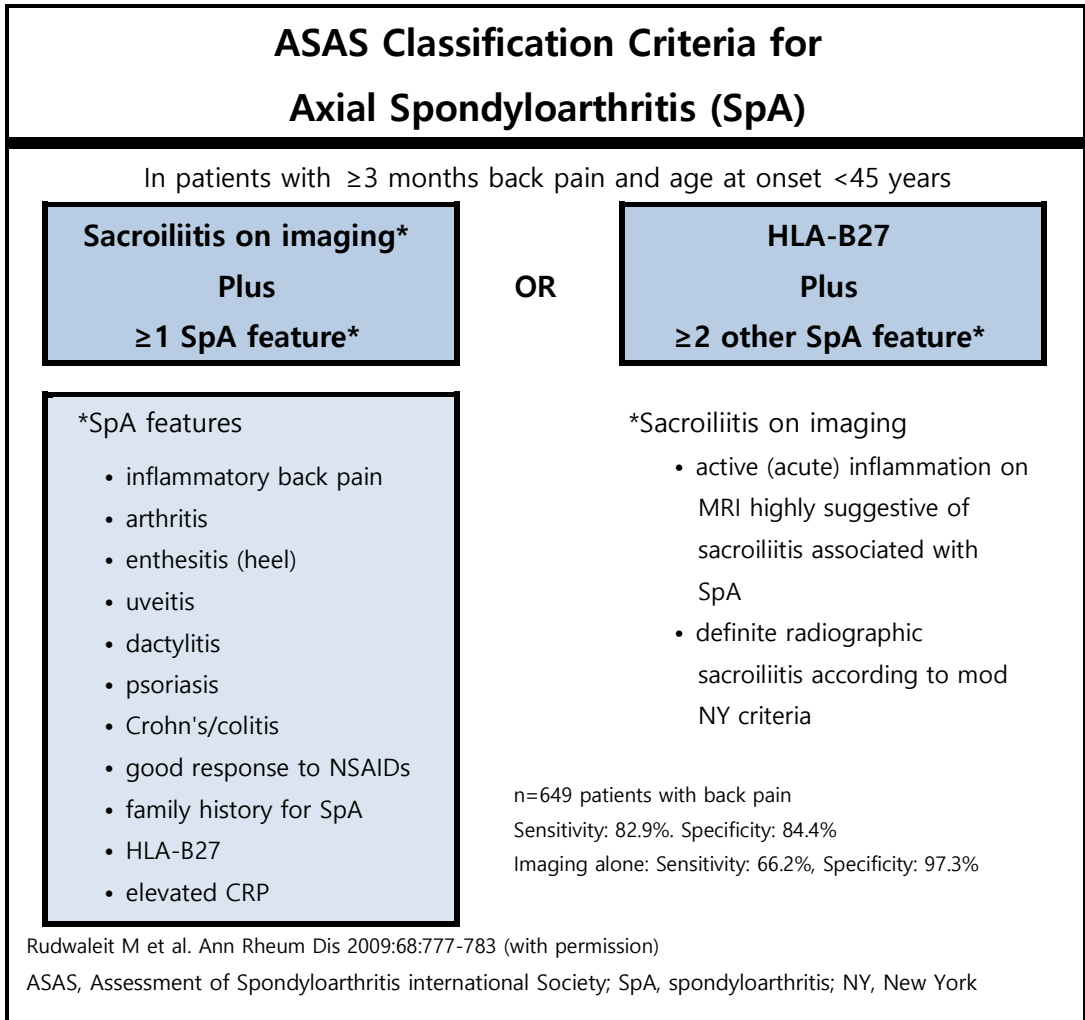 ASAS Classification Criteria for
Axial Spondyloarthritis (SpA)
In patients with ≥3 months back pain and age at onset <45 years
Sacroiliitis on imaging*
Plus
≥1 SpA feature*
OR
HLA-B27
Plus
≥2 other SpA feature*
*SpA features
• inflammatory back pain
• arthritis
• enthesitis (heel)
• uveitis
• dactylitis
• psoriasis
• Crohn's/colitis
• good response to NSAIDs
• family history for SpA
• HLA-B27
• elevated CRP
*Sacroiliitis on imaging
• active (acute) inflammation on
MRI highly suggestive of
sacroiliitis associated with
SpA
• definite radiographic
sacroiliitis according to mod
NY criteria
n=649 patients with back pain
Sensitivity: 82.9%. Specificity: 84.4%
Imaging alone: Sensitivity: 66.2%, Specificity: 97.3%
Rudwaleit M et al. Ann Rheum Dis 2009:68:777-783 (with permission)
ASAS, Assessment of Spondyloarthritis international Society; SpA, spondyloarthritis; NY, New York